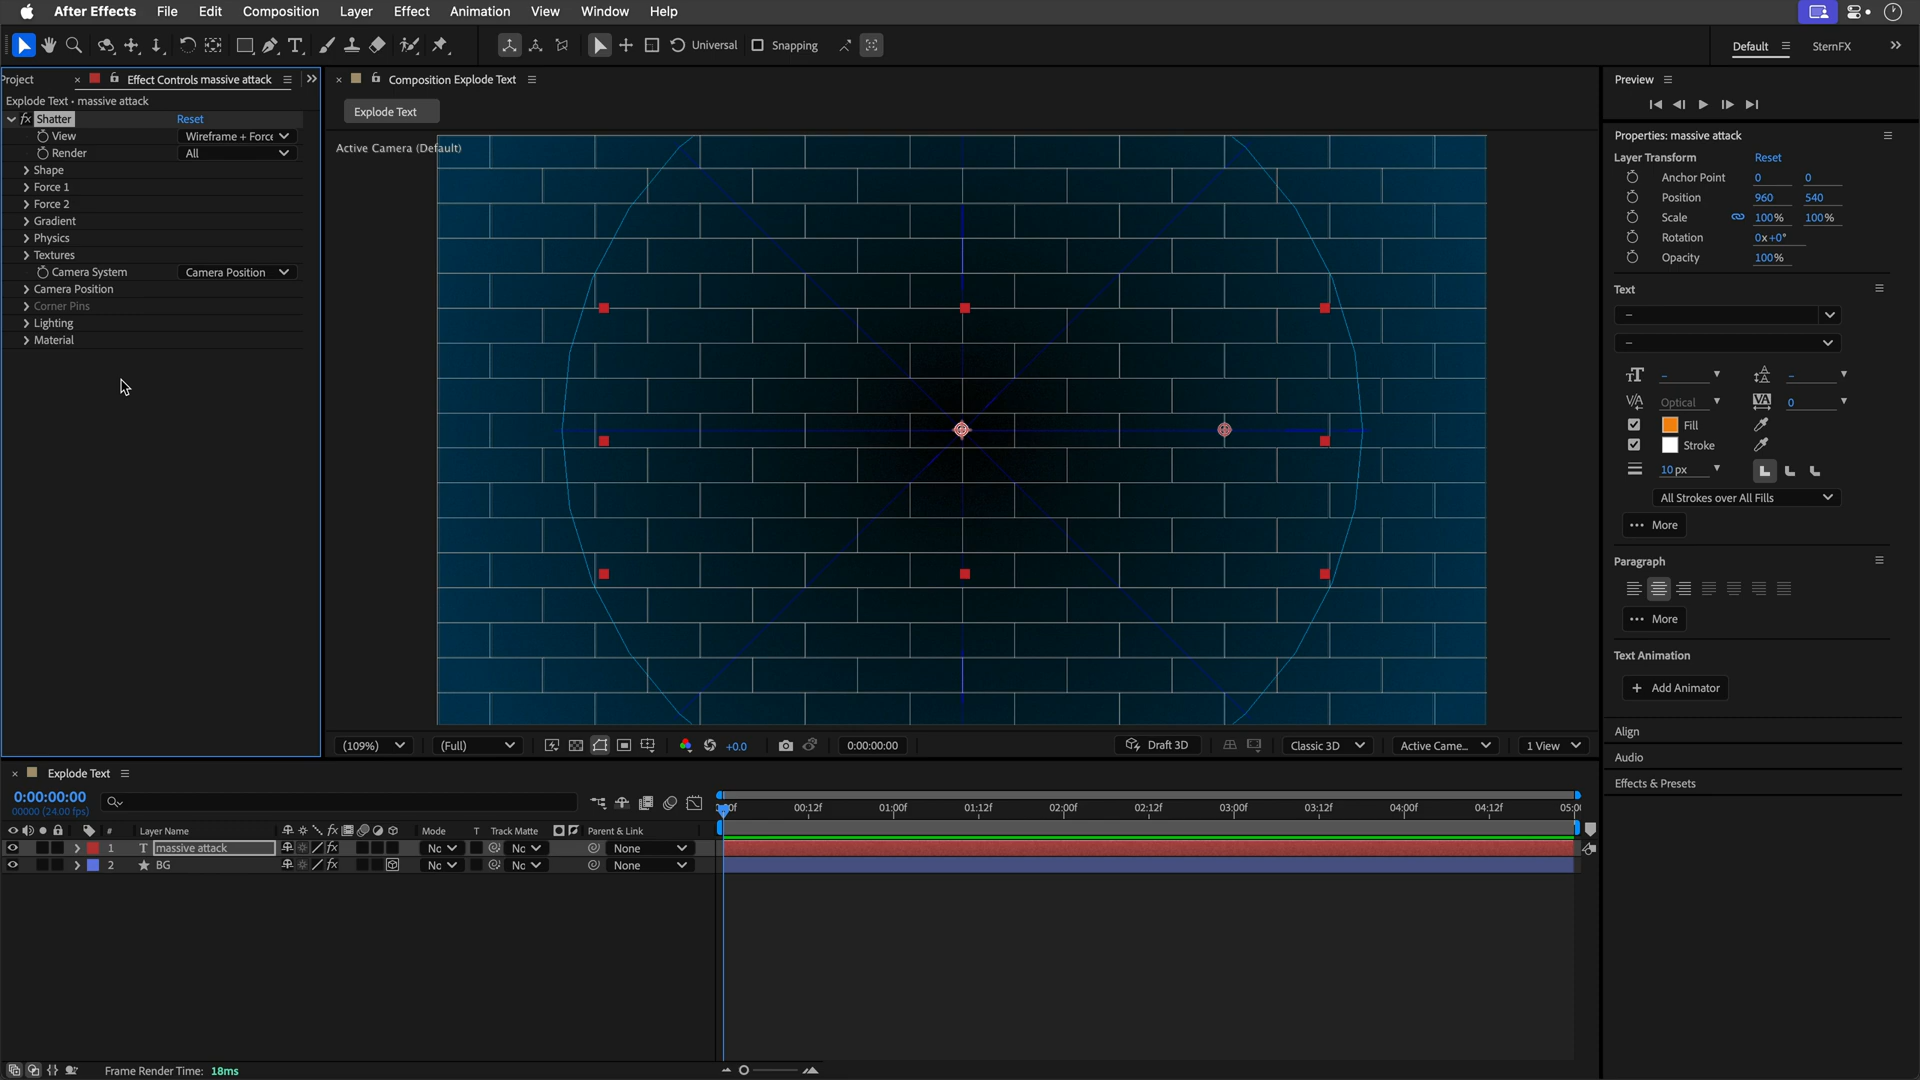 After Effects File Edit Composition Layer Effect Animation View Window Help
Universal Snapping Default SternFX
Project Effect Controls massive attack
Explode Text • massive attack
fx Shatter Reset
View Wireframe + Force
Render All
Shape
Force 1
Force 2
Gradient
Physics
Textures
Camera System Camera Position
Camera Position
Corner Pins
Lighting
Material
Composition Explode Text
Explode Text
Active Camera (Default)
(109%) (Full) +0.0 0:00:00:00 Draft 3D Classic 3D Active Came... 1 View
Preview
Properties: massive attack
Layer Transform Reset
Anchor Point 0 0
Position 960 540
Scale 100% 100%
Rotation 0x+0°
Opacity 100%
Text
–
–
– –
Optical 0
Fill
Stroke
10 px
All Strokes over All Fills
More
Paragraph
More
Text Animation
+ Add Animator
Align
Audio
Effects & Presets
Explode Text
0:00:00:00
00000 (24.00 fps)
00:12f 01:00f 01:12f 02:00f 02:12f 03:00f 03:12f 04:00f 04:12f
# Layer Name fx Mode T Track Matte Parent & Link
1 T massive attack fx Nc Nc None
2 BG Nc Nc None
Frame Render Time: 18ms